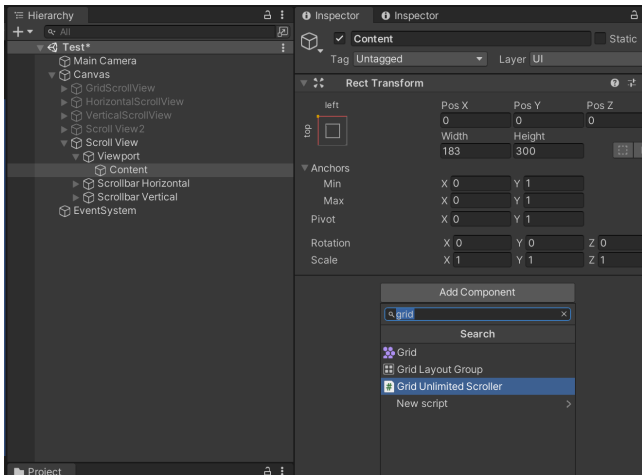 Hierarchy
All
Test*
Main Camera
Canvas
GridScrollView
HorizontalScrollView
VerticalScrollView
Scroll View2
Scroll View
Viewport
Content
Scrollbar Horizontal
Scrollbar Vertical
EventSystem
Project
Inspector Inspector
Content Static
Tag Untagged Layer UI
Rect Transform
left Pos X Pos Y Pos Z
top 0 0 0
Width Height
183 300
Anchors
Min X 0 Y 1
Max X 0 Y 1
Pivot X 0 Y 1
Rotation X 0 Y 0 Z 0
Scale X 1 Y 1 Z 1
Add Component
grid
Search
Grid
Grid Layout Group
# Grid Unlimited Scroller
New script